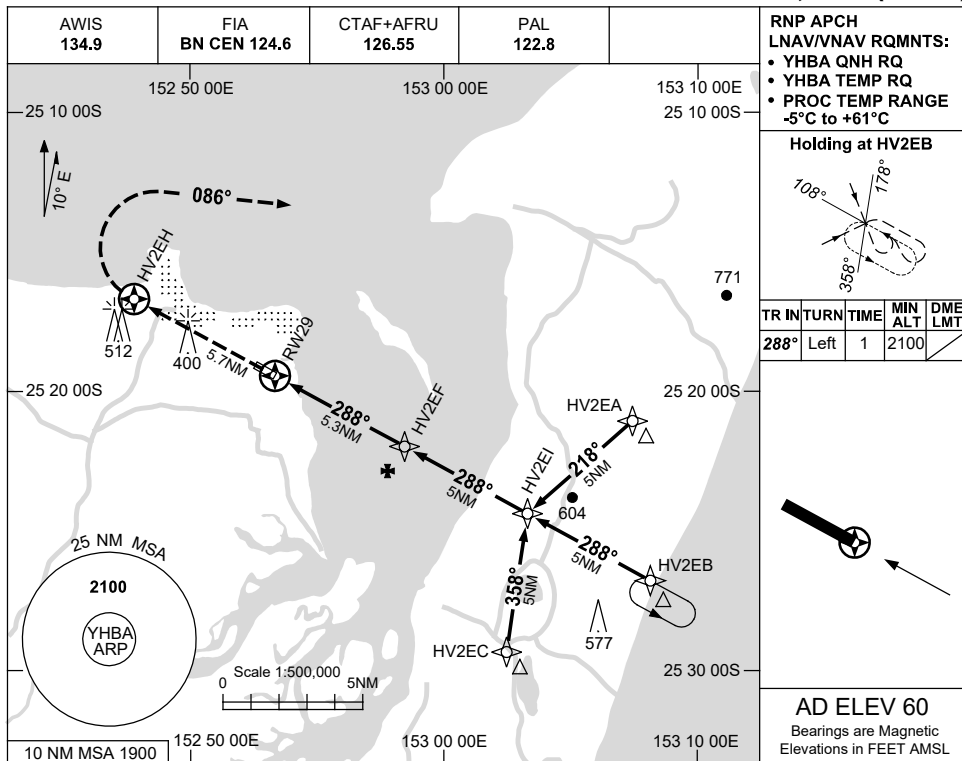 AWIS
134.9
FIA
BN CEN 124.6
CTAF+AFRU
126.55
PAL
122.8
RNP APCH
LNAV/VNAV RQMNTS:
• YHBA QNH RQ
• YHBA TEMP RQ
• PROC TEMP RANGE
-5°C to +61°C
152 50 00E
153 00 00E
153 10 00E
25 10 00S
25 10 00S
Holding at HV2EB
108°
178°
358°
TR IN TURN TIME MIN ALT DME LMT
288° Left 1 2100
10° E
086°
HV2EH
771
512
400
5.7NM
RW29
25 20 00S
25 20 00S
288°
5.3NM
HV2EF
HV2EA
218°
5NM
288°
5NM
HV2EI
604
288°
5NM
HV2EB
358°
5NM
577
HV2EC
25 NM MSA
2100
YHBA
ARP
Scale 1:500,000
0 5NM
25 30 00S
10 NM MSA 1900
152 50 00E
153 00 00E
153 10 00E
AD ELEV 60
Bearings are Magnetic
Elevations in FEET AMSL